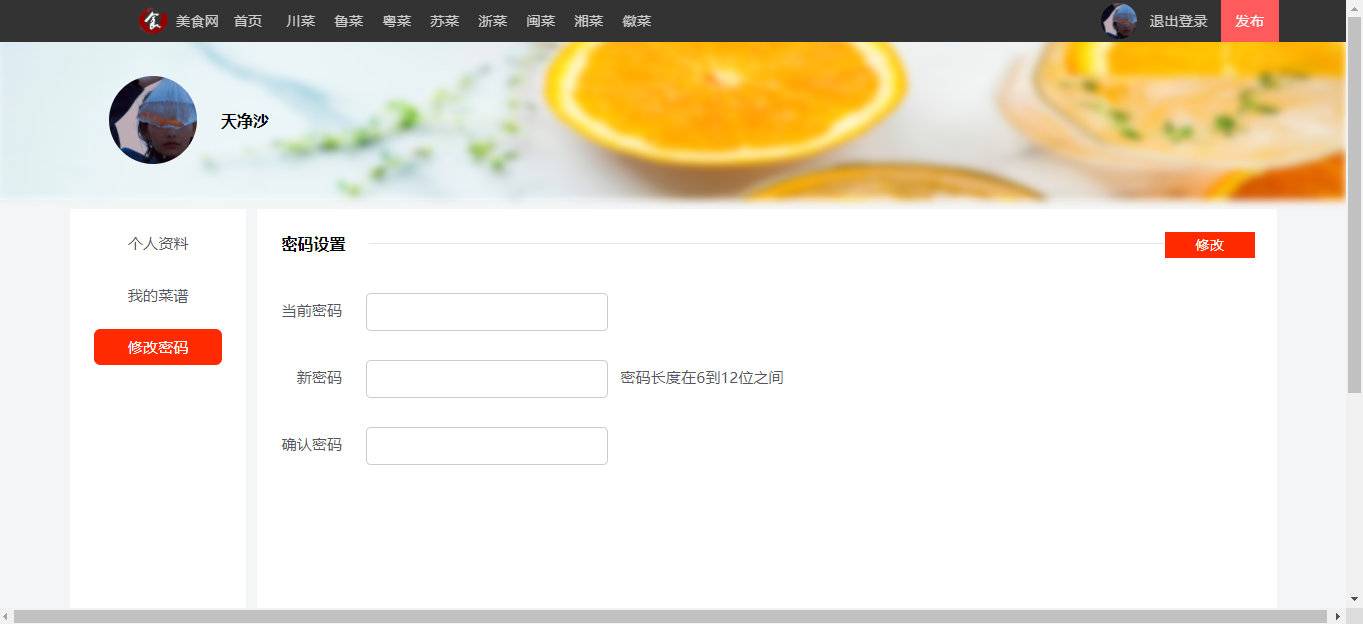 食 美食网 首页 川菜 鲁菜 粤菜 苏菜 浙菜 闽菜 湘菜 徽菜 退出登录 发布
天净沙
个人资料
我的菜谱
修改密码
密码设置 修改
当前密码
新密码 密码长度在6到12位之间
确认密码